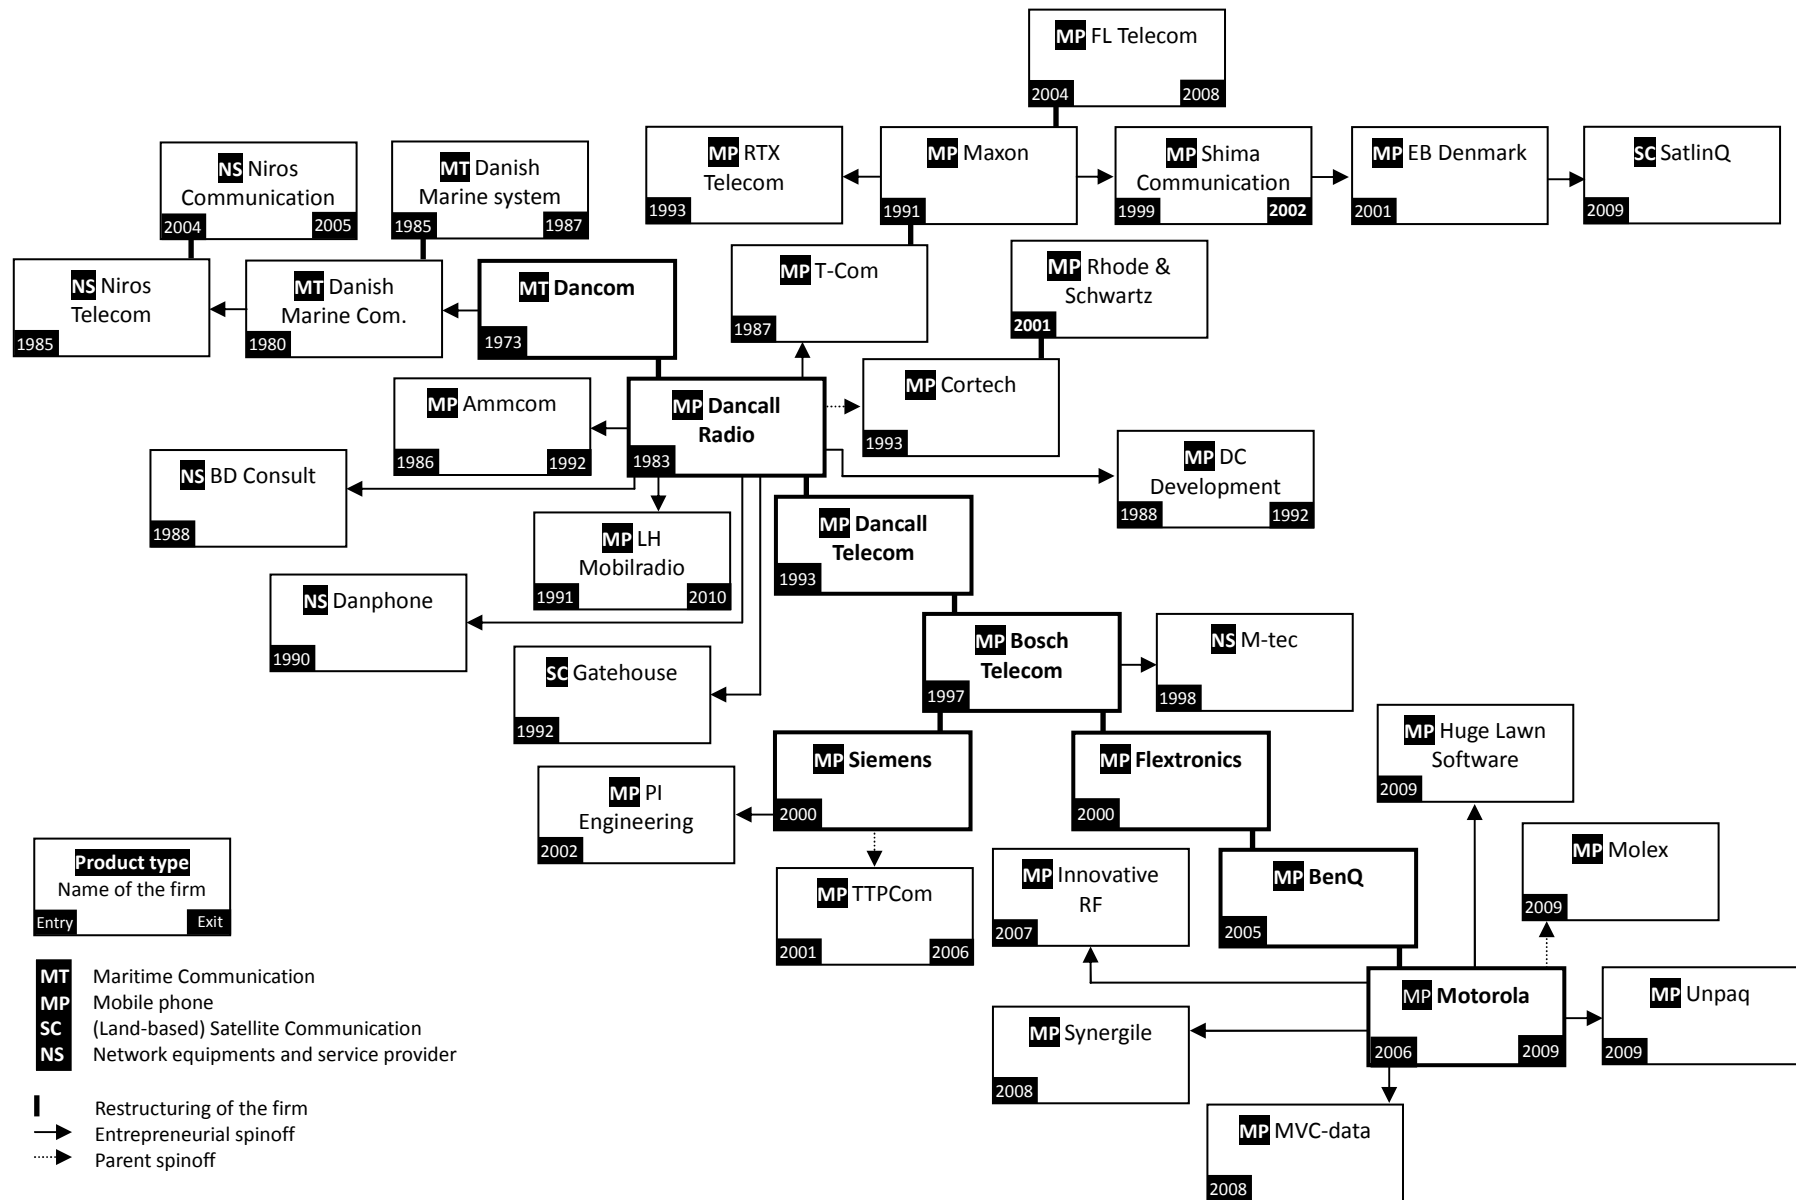 MP FL Telecom
2004 2008
NS Niros
Communication
2004 2005
MT Danish
Marine system
1985 1987
MP RTX
Telecom
1993
MP Maxon
1991
MP Shima
Communication
1999 2002
MP EB Denmark
2001
SC SatlinQ
2009
NS Niros
Telecom
1985
MT Danish
Marine Com.
1980
MT Dancom
1973
MP T-Com
1987
MP Rhode &
Schwartz
2001
MP Ammcom
1986 1992
MP Dancall
Radio
1983
MP Cortech
1993
NS BD Consult
1988
MP LH
Mobilradio
1991 2010
MP Dancall
Telecom
1993
MP DC
Development
1988 1992
NS Danphone
1990
SC Gatehouse
1992
MP Bosch
Telecom
1997
NS M-tec
1998
MP PI
Engineering
2002
MP Siemens
2000
MP Flextronics
2000
MP Huge Lawn
Software
2009
MP TTPCom
2001 2006
MP Innovative
RF
2007
MP BenQ
2005
MP Molex
2009
MP Synergile
2008
MP Motorola
2006 2009
MP Unpaq
2009
MP MVC-data
2008
Product type
Name of the firm
Entry Exit
MT Maritime Communication
MP Mobile phone
SC (Land-based) Satellite Communication
NS Network equipments and service provider
Restructuring of the firm
Entrepreneurial spinoff
Parent spinoff